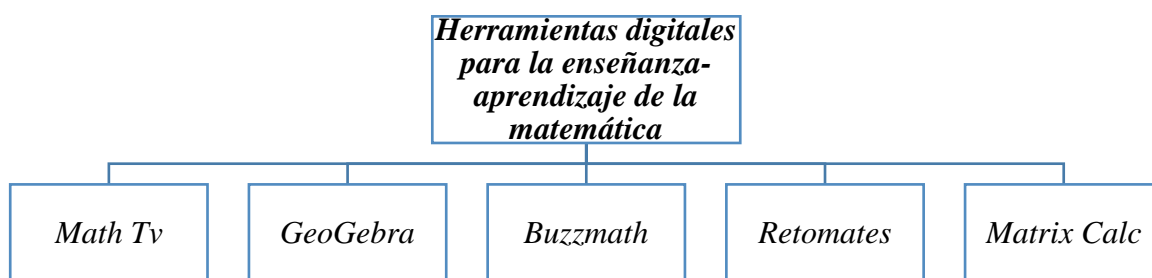 Herramientas digitales
para la enseñanza-
aprendizaje de la
matemática
Math Tv
GeoGebra
Buzzmath
Retomates
Matrix Calc